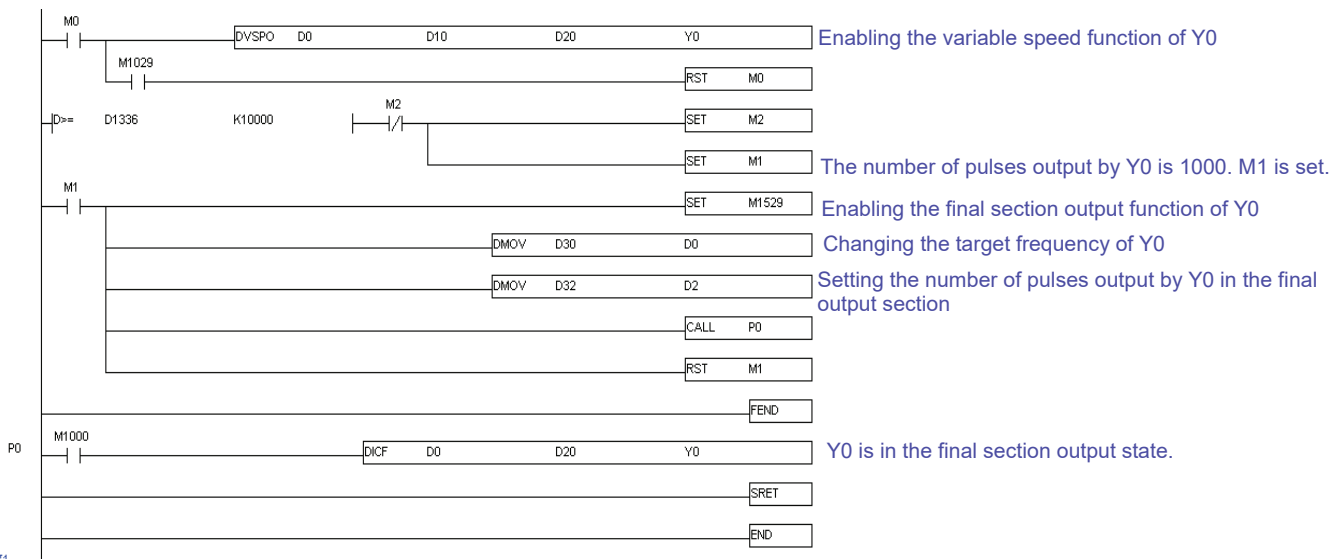 M0
DVSPO D0 D10 D20 Y0 Enabling the variable speed function of Y0
M1029
RST M0
D>= D1336 K10000 M2 SET M2
SET M1 The number of pulses output by Y0 is 1000. M1 is set.
M1
SET M1529 Enabling the final section output function of Y0
DMOV D30 D0 Changing the target frequency of Y0
DMOV D32 D2 Setting the number of pulses output by Y0 in the final
output section
CALL P0
RST M1
FEND
P0 M1000 DICF D0 D20 Y0 Y0 is in the final section output state.
SRET
END